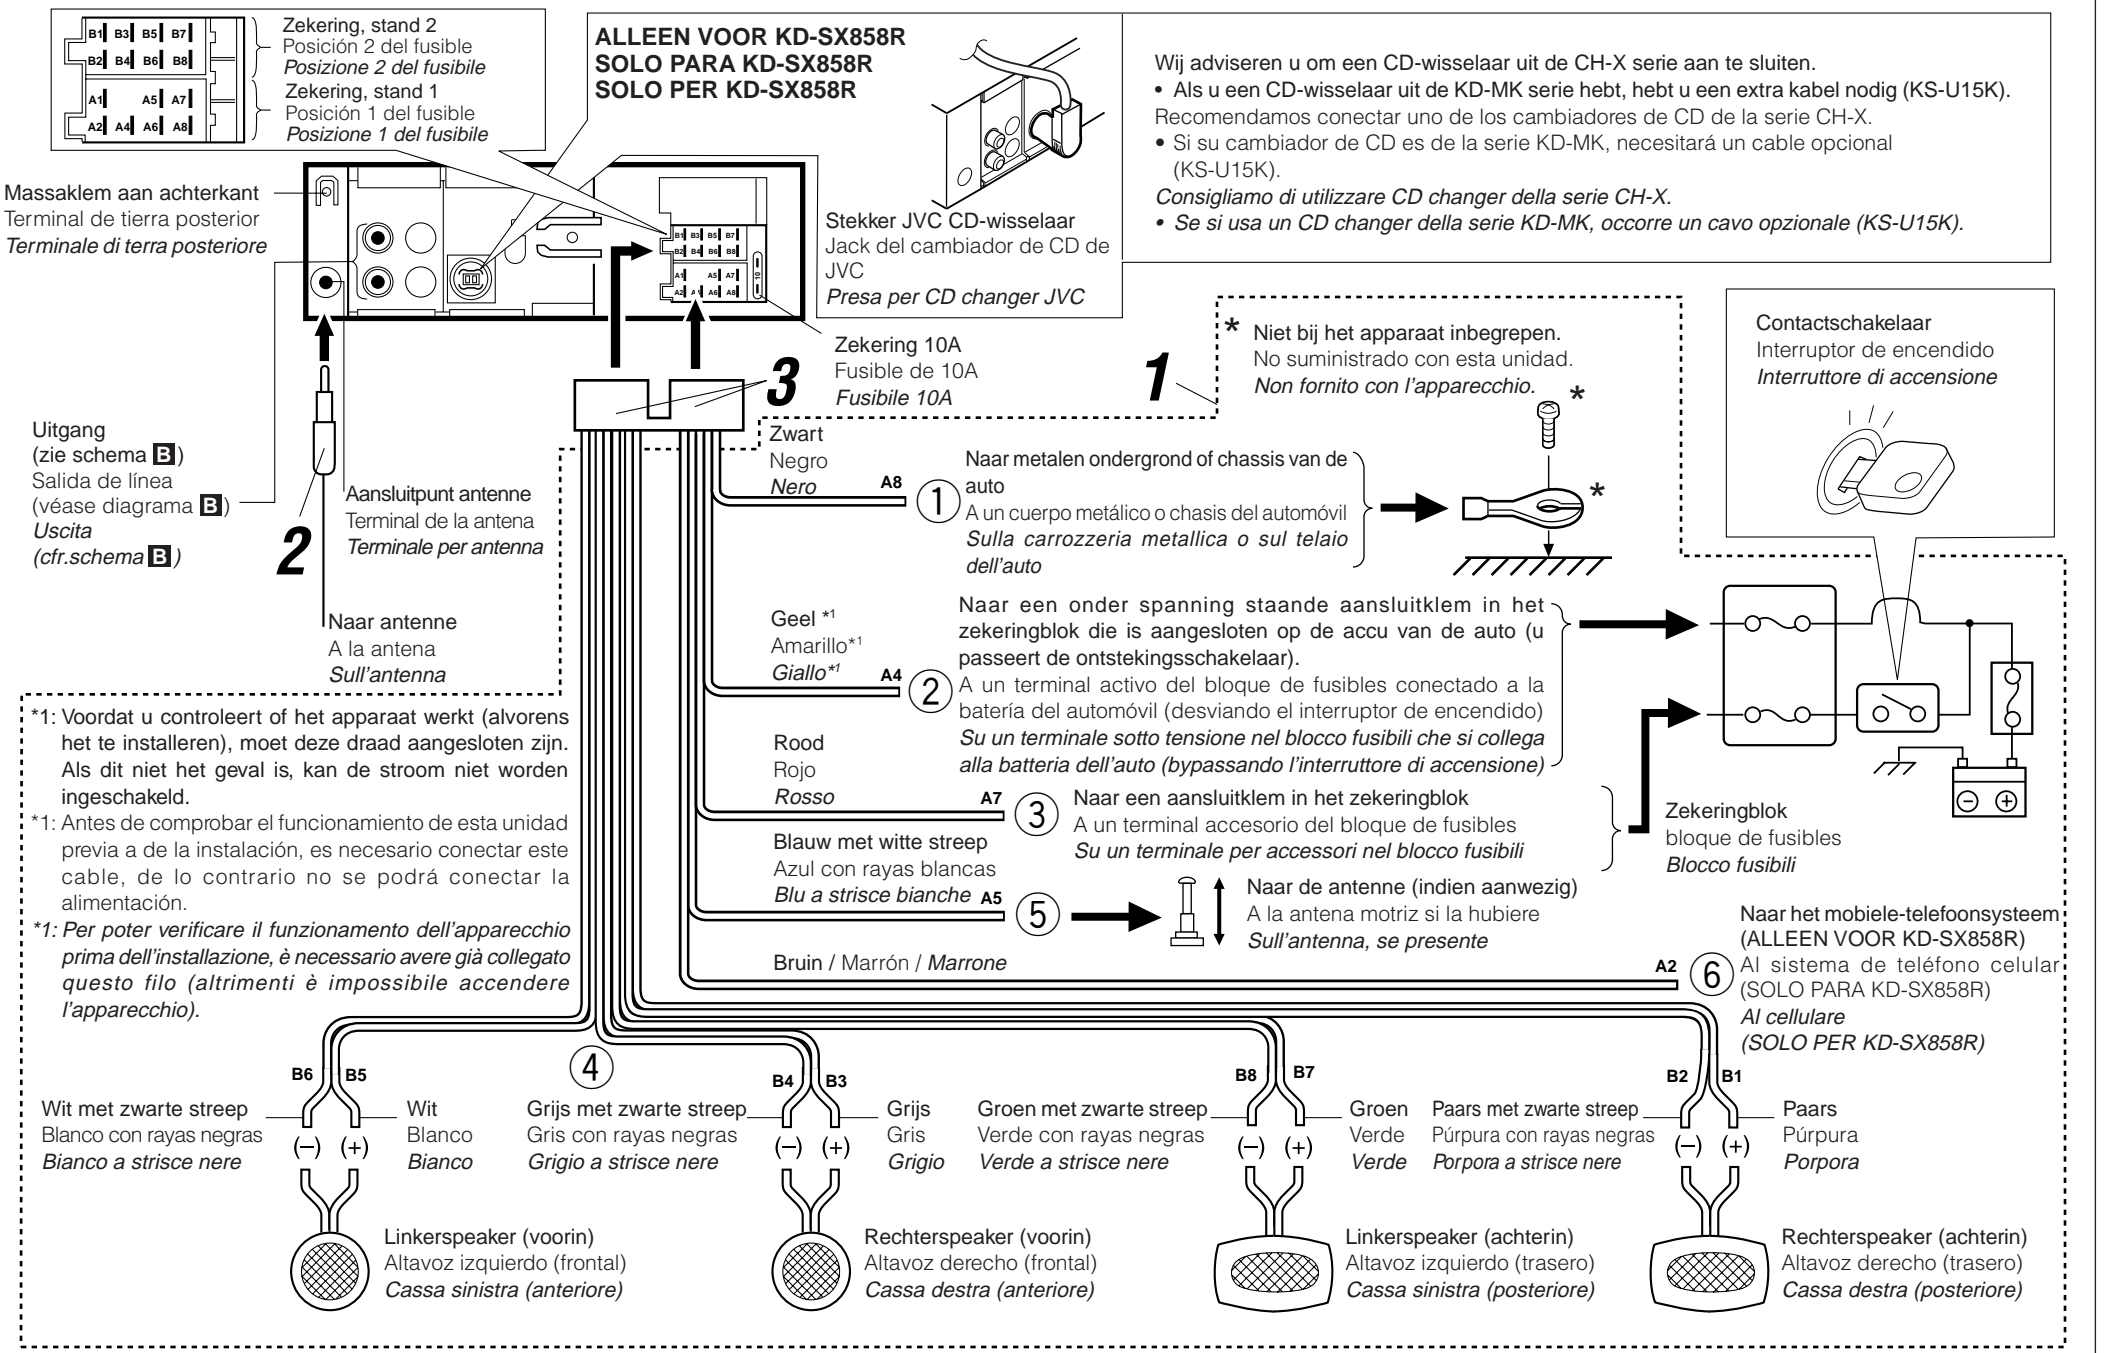 B1 B3 B5 B7
B2 B4 B6 B8
A1 A5 A7
A2 A4 A6 A8
Zekering, stand 2
Posición 2 del fusible
Posizione 2 del fusibile
Zekering, stand 1
Posición 1 del fusible
Posizione 1 del fusibile
ALLEEN VOOR KD-SX858R
SOLO PARA KD-SX858R
SOLO PER KD-SX858R
Wij adviseren u om een CD-wisselaar uit de CH-X serie aan te sluiten.
• Als u een CD-wisselaar uit de KD-MK serie hebt, hebt u een extra kabel nodig (KS-U15K).
Recomendamos conectar uno de los cambiadores de CD de la serie CH-X.
• Si su cambiador de CD es de la serie KD-MK, necesitará un cable opcional
(KS-U15K).
Consigliamo di utilizzare CD changer della serie CH-X.
• Se si usa un CD changer della serie KD-MK, occorre un cavo opzionale (KS-U15K).
Massaklem aan achterkant
Terminal de tierra posterior
Terminale di terra posteriore
Stekker JVC CD-wisselaar
Jack del cambiador de CD de
JVC
Presa per CD changer JVC
B1 B3 B5 B7
B2 B4 B6 B8
A1 A5 A7
A2 A6 A8
10
Zekering 10A
Fusible de 10A
Fusibile 10A
3
1
* Niet bij het apparaat inbegrepen.
No suministrado con esta unidad.
Non fornito con l'apparecchio.
*
*
Contactschakelaar
Interruptor de encendido
Interruttore di accensione
Uitgang
(zie schema B)
Salida de línea
(véase diagrama B)
Uscita
(cfr.schema B)
2
Aansluitpunt antenne
Terminal de la antena
Terminale per antenna
Naar antenne
A la antena
Sull'antenna
Zwart
Negro
Nero
A8
1
Naar metalen ondergrond of chassis van de
auto
A un cuerpo metálico o chasis del automóvil
Sulla carrozzeria metallica o sul telaio
dell'auto
Geel *1
Amarillo*1
Giallo*1
A4
2
Naar een onder spanning staande aansluitklem in het
zekeringblok die is aangesloten op de accu van de auto (u
passeert de ontstekingsschakelaar).
A un terminal activo del bloque de fusibles conectado a la
batería del automóvil (desviando el interruptor de encendido)
Su un terminale sotto tensione nel blocco fusibili che si collega
alla batteria dell'auto (bypassando l'interruttore di accensione)
*1: Voordat u controleert of het apparaat werkt (alvorens
het te installeren), moet deze draad aangesloten zijn.
Als dit niet het geval is, kan de stroom niet worden
ingeschakeld.
*1: Antes de comprobar el funcionamiento de esta unidad
previa a de la instalación, es necesario conectar este
cable, de lo contrario no se podrá conectar la
alimentación.
*1: Per poter verificare il funzionamento dell'apparecchio
prima dell'installazione, è necessario avere già collegato
questo filo (altrimenti è impossibile accendere
l'apparecchio).
Rood
Rojo
Rosso
A7
3
Naar een aansluitklem in het zekeringblok
A un terminal accesorio del bloque de fusibles
Su un terminale per accessori nel blocco fusibili
Zekeringblok
bloque de fusibles
Blocco fusibili
Blauw met witte streep
Azul con rayas blancas
Blu a strisce bianche
A5
5
Naar de antenne (indien aanwezig)
A la antena motriz si la hubiere
Sull'antenna, se presente
Bruin / Marrón / Marrone
A2
6
Naar het mobiele-telefoonsysteem
(ALLEEN VOOR KD-SX858R)
Al sistema de teléfono celular
(SOLO PARA KD-SX858R)
Al cellulare
(SOLO PER KD-SX858R)
4
B6 B5
B4 B3
B8 B7
B2 B1
Wit met zwarte streep
Blanco con rayas negras
Bianco a strisce nere
(−) (+)
Wit
Blanco
Bianco
Grijs met zwarte streep
Gris con rayas negras
Grigio a strisce nere
(−) (+)
Grijs
Gris
Grigio
Groen met zwarte streep
Verde con rayas negras
Verde a strisce nere
(−) (+)
Groen
Verde
Verde
Paars met zwarte streep
Púrpura con rayas negras
Porpora a strisce nere
(−) (+)
Paars
Púrpura
Porpora
Linkerspeaker (voorin)
Altavoz izquierdo (frontal)
Cassa sinistra (anteriore)
Rechterspeaker (voorin)
Altavoz derecho (frontal)
Cassa destra (anteriore)
Linkerspeaker (achterin)
Altavoz izquierdo (trasero)
Cassa sinistra (posteriore)
Rechterspeaker (achterin)
Altavoz derecho (trasero)
Cassa destra (posteriore)